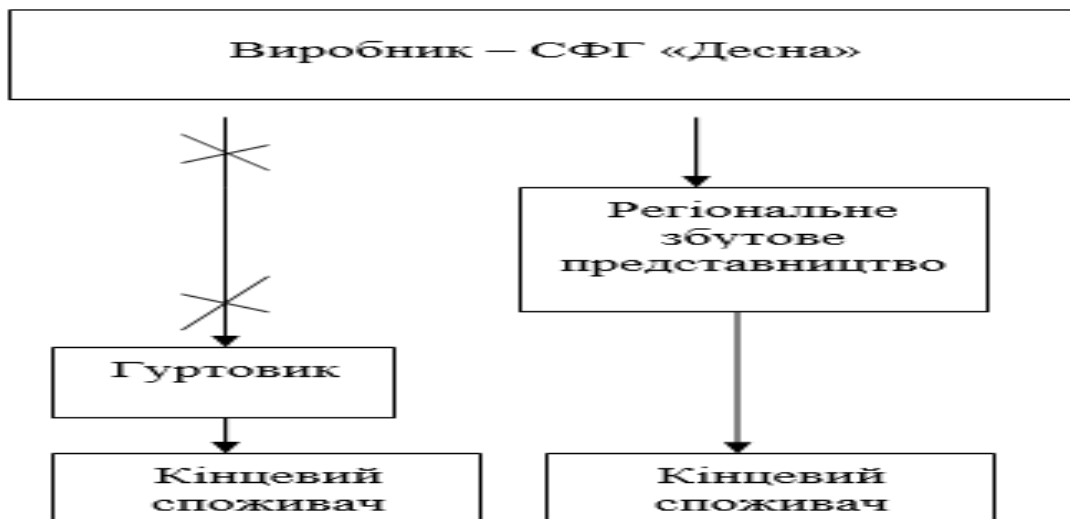 Виробник – СФГ «Десна»
Регіональне
збутове
представництво
Гуртовик
Кінцевий
споживач
Кінцевий
споживач